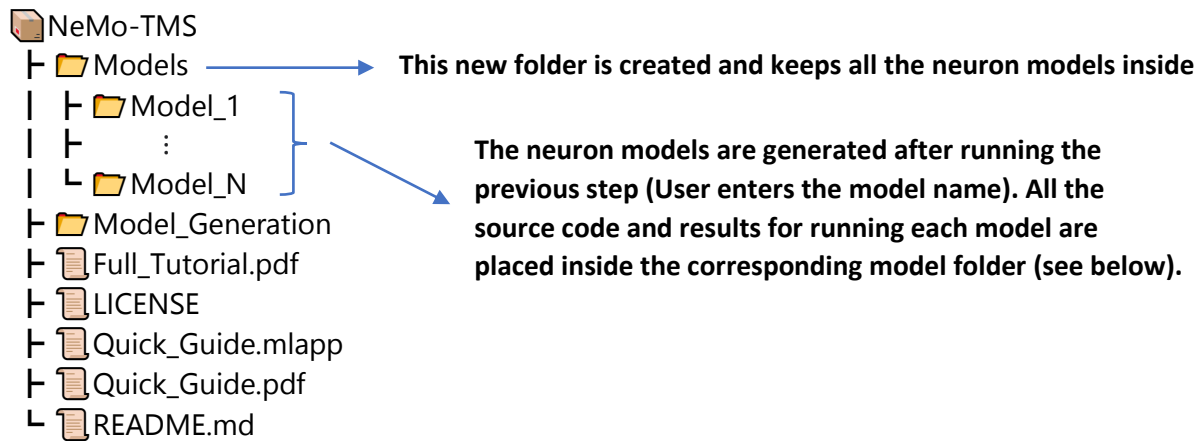 NeMo-TMS
Models
This new folder is created and keeps all the neuron models inside
Model_1
⋮
Model_N
The neuron models are generated after running the
previous step (User enters the model name). All the
source code and results for running each model are
placed inside the corresponding model folder (see below).
Model_Generation
Full_Tutorial.pdf
LICENSE
Quick_Guide.mlapp
Quick_Guide.pdf
README.md